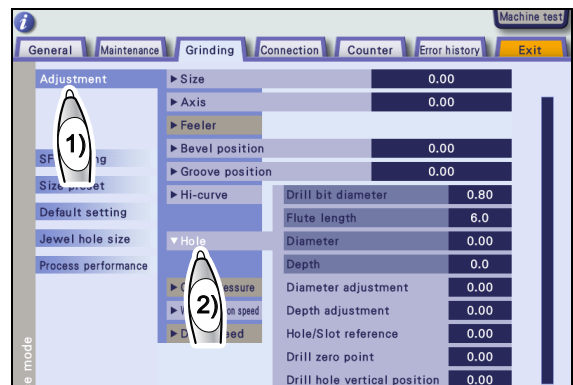 i
Machine test
General Maintenance Grinding Connection Counter Error history Exit
Adjustment
Size 0.00
Axis 0.00
Feeler
1)
Bevel position 0.00
Groove position 0.00
Size preset
Hi-curve
Drill bit diameter 0.80
Default setting
Flute length 6.0
Jewel hole size
Hole
Diameter 0.00
Process performance
Depth 0.0
2)
Diameter adjustment 0.00
Depth adjustment 0.00
Hole/Slot reference 0.00
Drill zero point 0.00
Drill hole vertical position 0.00
mode